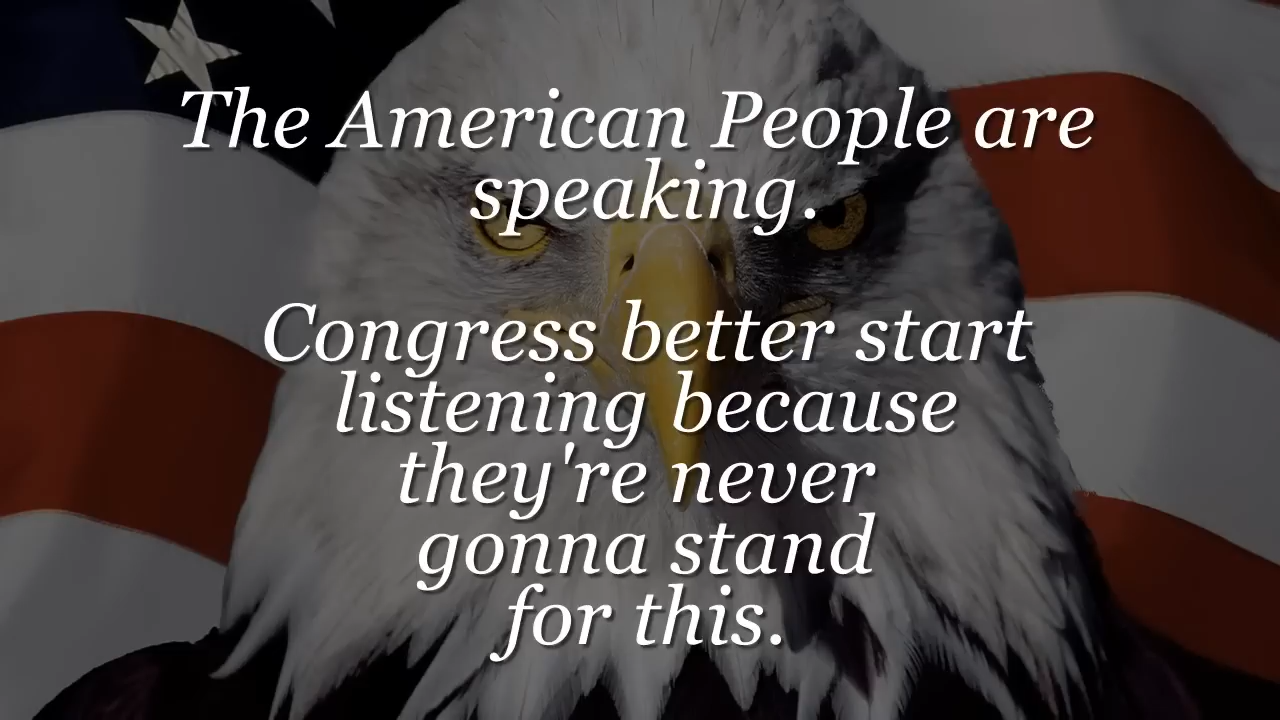 The American People are
speaking.
Congress better start
listening because
they're never
gonna stand
for this.